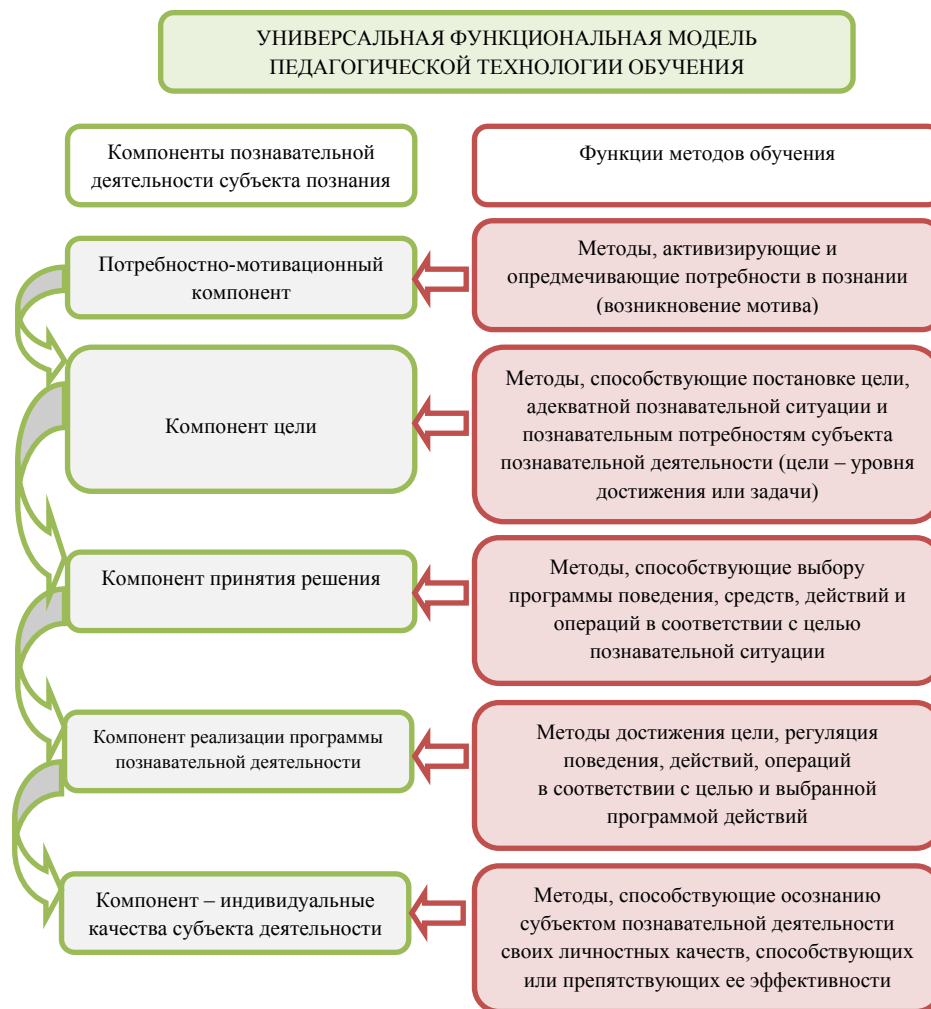 УНИВЕРСАЛЬНАЯ ФУНКЦИОНАЛЬНАЯ МОДЕЛЬ
ПЕДАГОГИЧЕСКОЙ ТЕХНОЛОГИИ ОБУЧЕНИЯ
Компоненты познавательной
деятельности субъекта познания
Функции методов обучения
Потребностно-мотивационный
компонент
Методы, активизирующие и
опредмечивающие потребности в познании
(возникновение мотива)
Компонент цели
Методы, способствующие постановке цели,
адекватной познавательной ситуации и
познавательным потребностям субъекта
познавательной деятельности (цели – уровня
достижения или задачи)
Компонент принятия решения
Методы, способствующие выбору
программы поведения, средств, действий и
операций в соответствии с целью
познавательной ситуации
Компонент реализации программы
познавательной деятельности
Методы достижения цели, регуляция
поведения, действий, операций
в соответствии с целью и выбранной
программой действий
Компонент – индивидуальные
качества субъекта деятельности
Методы, способствующие осознанию
субъектом познавательной деятельности
своих личностных качеств, способствующих
или препятствующих ее эффективности